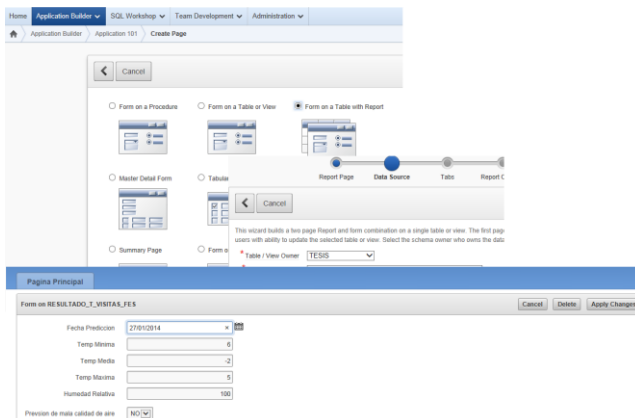 Home Application Builder SQL Workshop Team Development Administration
Application Builder Application 101 Create Page
Cancel
Form on a Procedure Form on a Table or View Form on a Table with Report
Master Detail Form Tabula
Report Page Data Source Tabs Report
Cancel
Summary Page Form o
This wizard builds a two page Report and form combination on a single table or view. The first pag
users with ability to update the selected table or view. Select the schema owner who owns the data
* Table / View Owner TESIS
Pagina Principal
Form on RESULTADO_T_VISITAS_FES Cancel Delete Apply Changes
Fecha Prediccion 27/01/2014
Temp Minima 6
Temp Media -2
Temp Maxima 5
Humedad Relativa 100
Prevision de mala calidad de aire NO